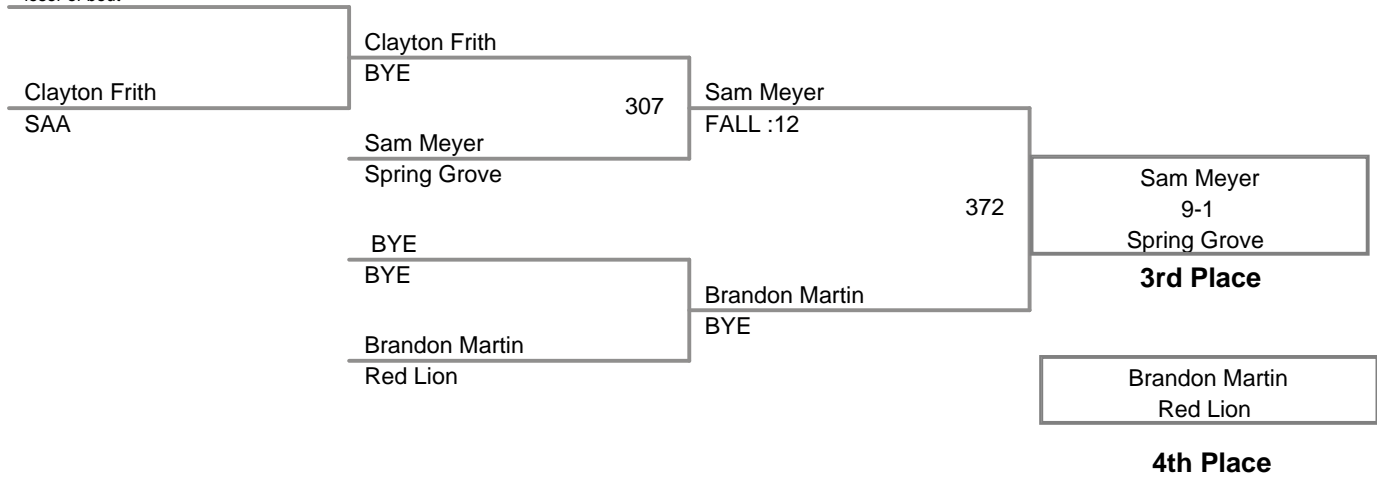 Clayton Frith
SAA
Clayton Frith
BYE
307
Sam Meyer
Spring Grove
BYE
BYE
Brandon Martin
Red Lion
Sam Meyer
FALL :12
372
Brandon Martin
BYE
Sam Meyer
9-1
Spring Grove
3rd Place
Brandon Martin
Red Lion
4th Place